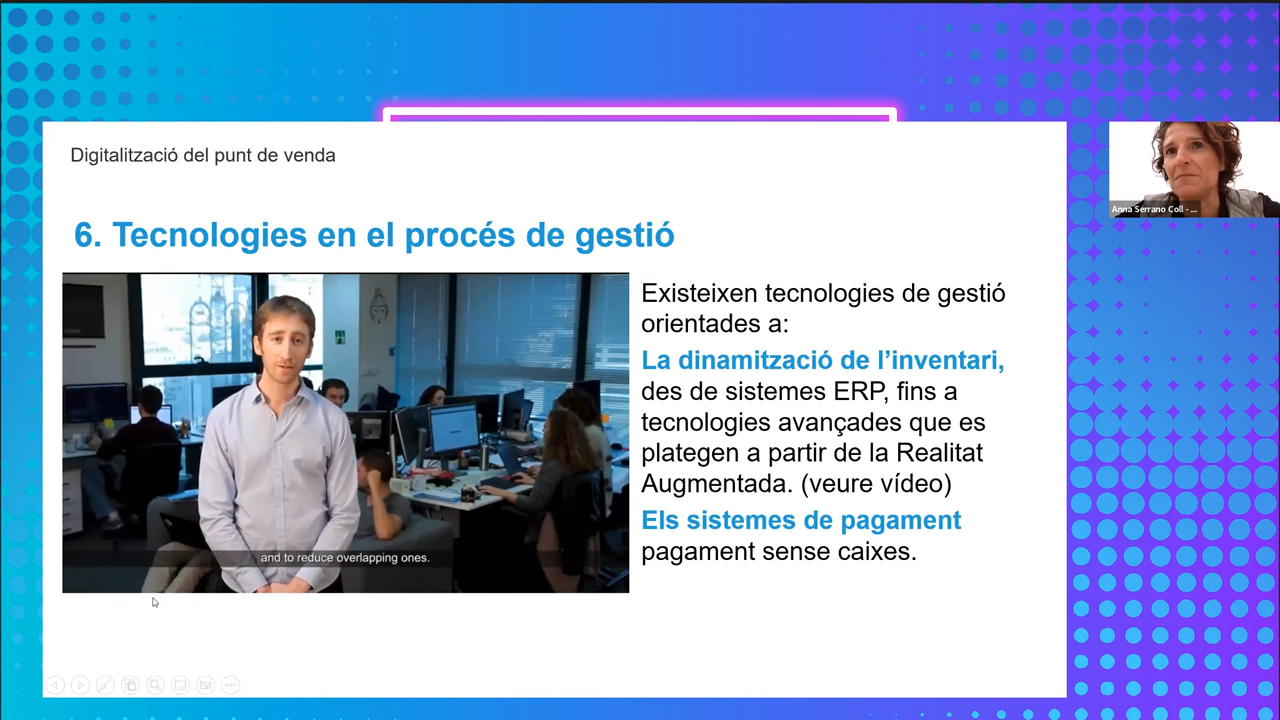 Digitalització del punt de venda
Anna Serrano Coll - ...
6. Tecnologies en el procés de gestió
Existeixen tecnologies de gestió
orientades a:
La dinamització de l’inventari,
des de sistemes ERP, fins a
tecnologies avançades que es
plategen a partir de la Realitat
Augmentada. (veure vídeo)
Els sistemes de pagament
pagament sense caixes.
and to reduce overlapping ones.